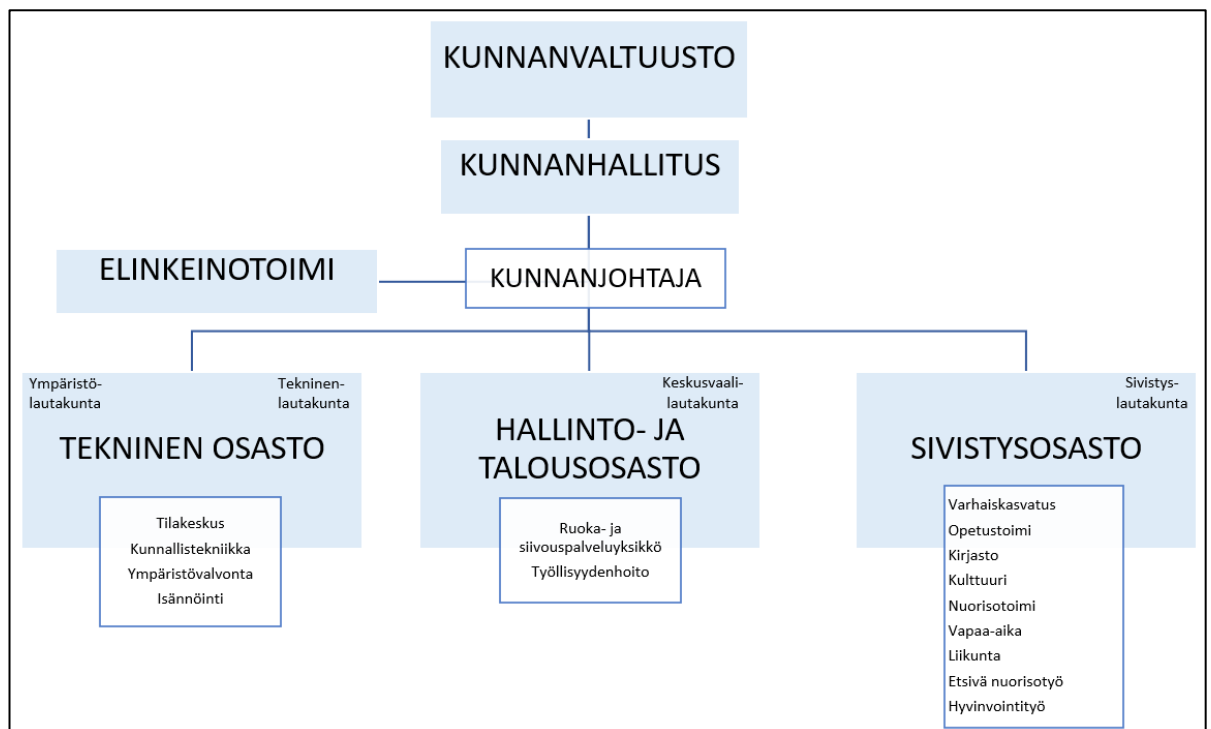 KUNNANVALTUUSTO
KUNNANHALLITUS
ELINKEINOTOIMI
KUNNANJOHTAJA
Ympäristö-
lautakunta
Tekninen-
lautakunta
TEKNINEN OSASTO
Tilakeskus
Kunnallistekniikka
Ympäristövalvonta
Isännöinti
Keskusvaali-
lautakunta
HALLINTO- JA
TALOUSOSASTO
Ruoka- ja
siivouspalveluyksikkö
Työllisyydenhoito
Sivistys-
lautakunta
SIVISTYSOSASTO
Varhaiskasvatus
Opetustoimi
Kirjasto
Kulttuuri
Nuorisotoimi
Vapaa-aika
Liikunta
Etsivä nuorisotyö
Hyvinvointityö